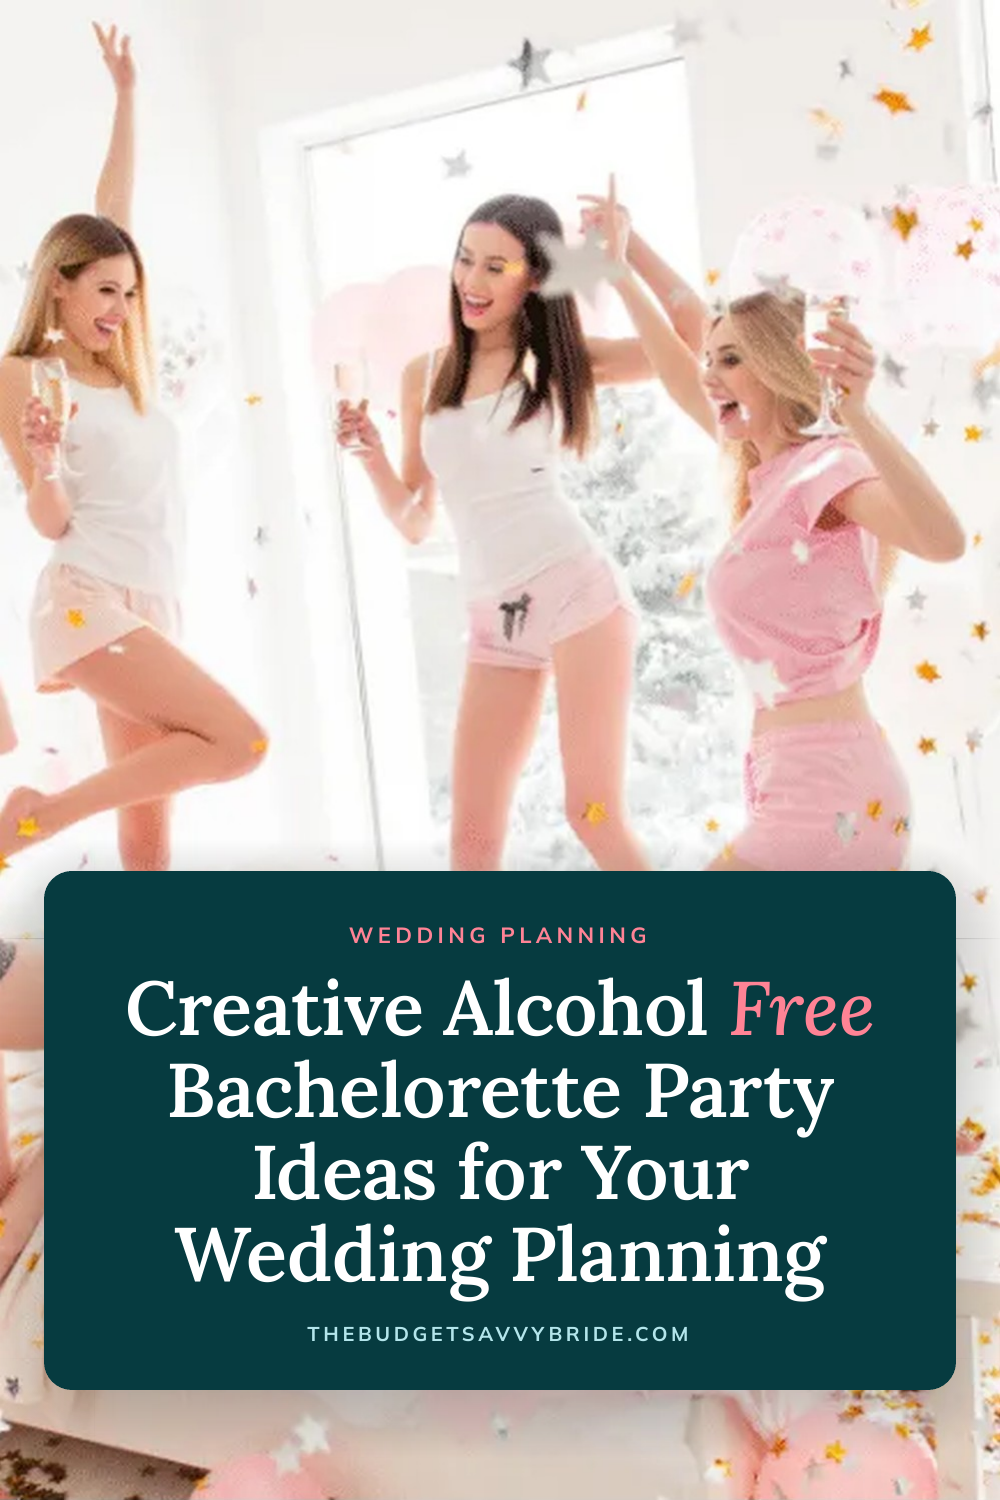 WEDDING PLANNING
Creative Alcohol Free
Bachelorette Party
Ideas for Your
Wedding Planning
THEBUDGETSAVVYBRIDE.COM